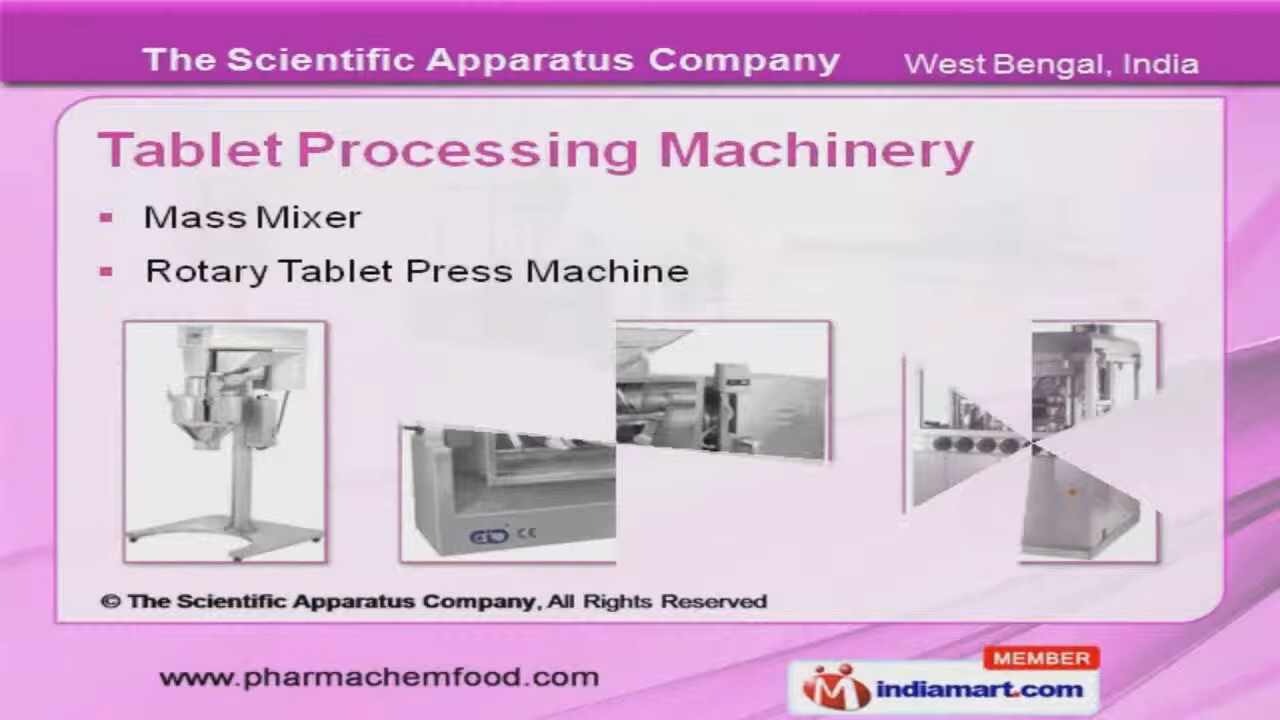 The Scientific Apparatus Company West Bengal, India
Tablet Processing Machinery
Mass Mixer
Rotary Tablet Press Machine
CE
© The Scientific Apparatus Company, All Rights Reserved
www.pharmachemfood.com
MEMBER
indiamart.com